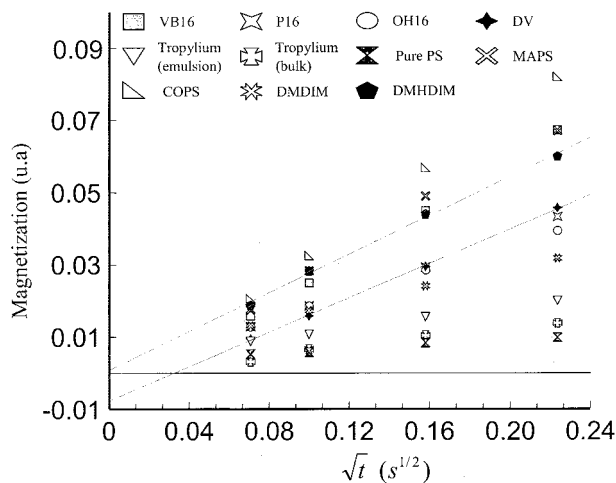 0.09
VB16 P16 OH16 DV
Tropylium (emulsion) Tropylium (bulk) Pure PS MAPS
COPS DMDIM DMHDIM
0.07
0.05
0.03
0.01
-0.01
Magnetization (u.a)
0 0.04 0.08 0.12 0.16 0.20 0.24
√t (s^{1/2})